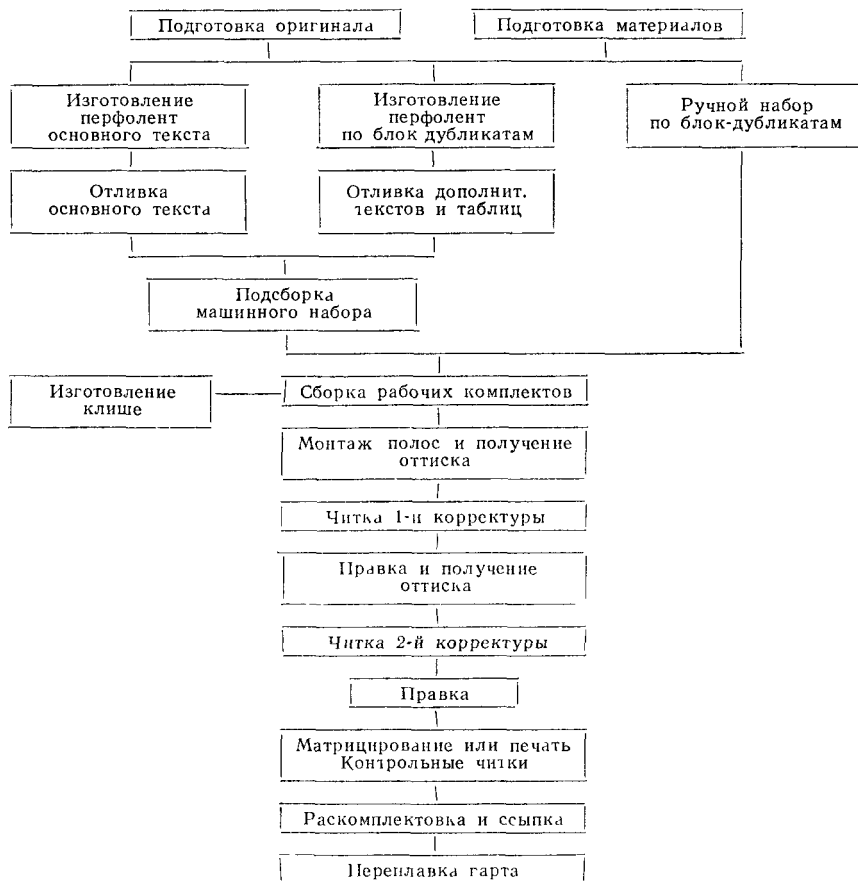 Подготовка оригинала
Подготовка материалов
Изготовление
перфолент
основного текста
Изготовление
перфолент
по блок дубликатам
Ручной набор
по блок-дубликатам
Отливка
основного текста
Отливка дополнит.
текстов и таблиц
Подсборка
машинного набора
Изготовление
клише
Сборка рабочих комплектов
Монтаж полос и получение
оттиска
Читка 1-и корректуры
Правка и получение
оттиска
Читка 2-й корректуры
Правка
Матрицирование или печать
Контрольные читки
Раскомплектовка и ссыпка
Переплавка гарта